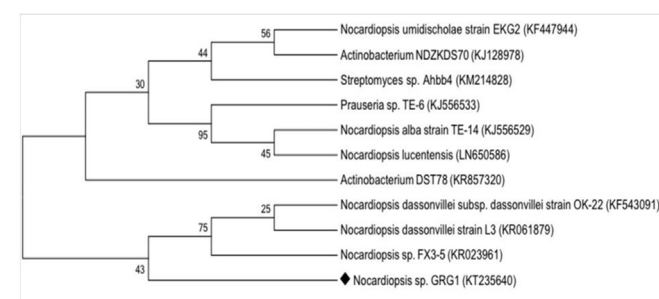 56
Nocardiopsis umidischolae strain EKG2 (KF447944)
44
Actinobacterium NDZKDS70 (KJ128978)
Streptomyces sp. Ahbb4 (KM214828)
30
Prauseria sp. TE-6 (KJ556533)
95
Nocardiopsis alba strain TE-14 (KJ556529)
45
Nocardiopsis lucentensis (LN650586)
Actinobacterium DST78 (KR857320)
25
Nocardiopsis dassonvillei subsp. dassonvillei strain OK-22 (KF543091)
75
Nocardiopsis dassonvillei strain L3 (KR061879)
Nocardiopsis sp. FX3-5 (KR023961)
43
Nocardiopsis sp. GRG1 (KT235640)